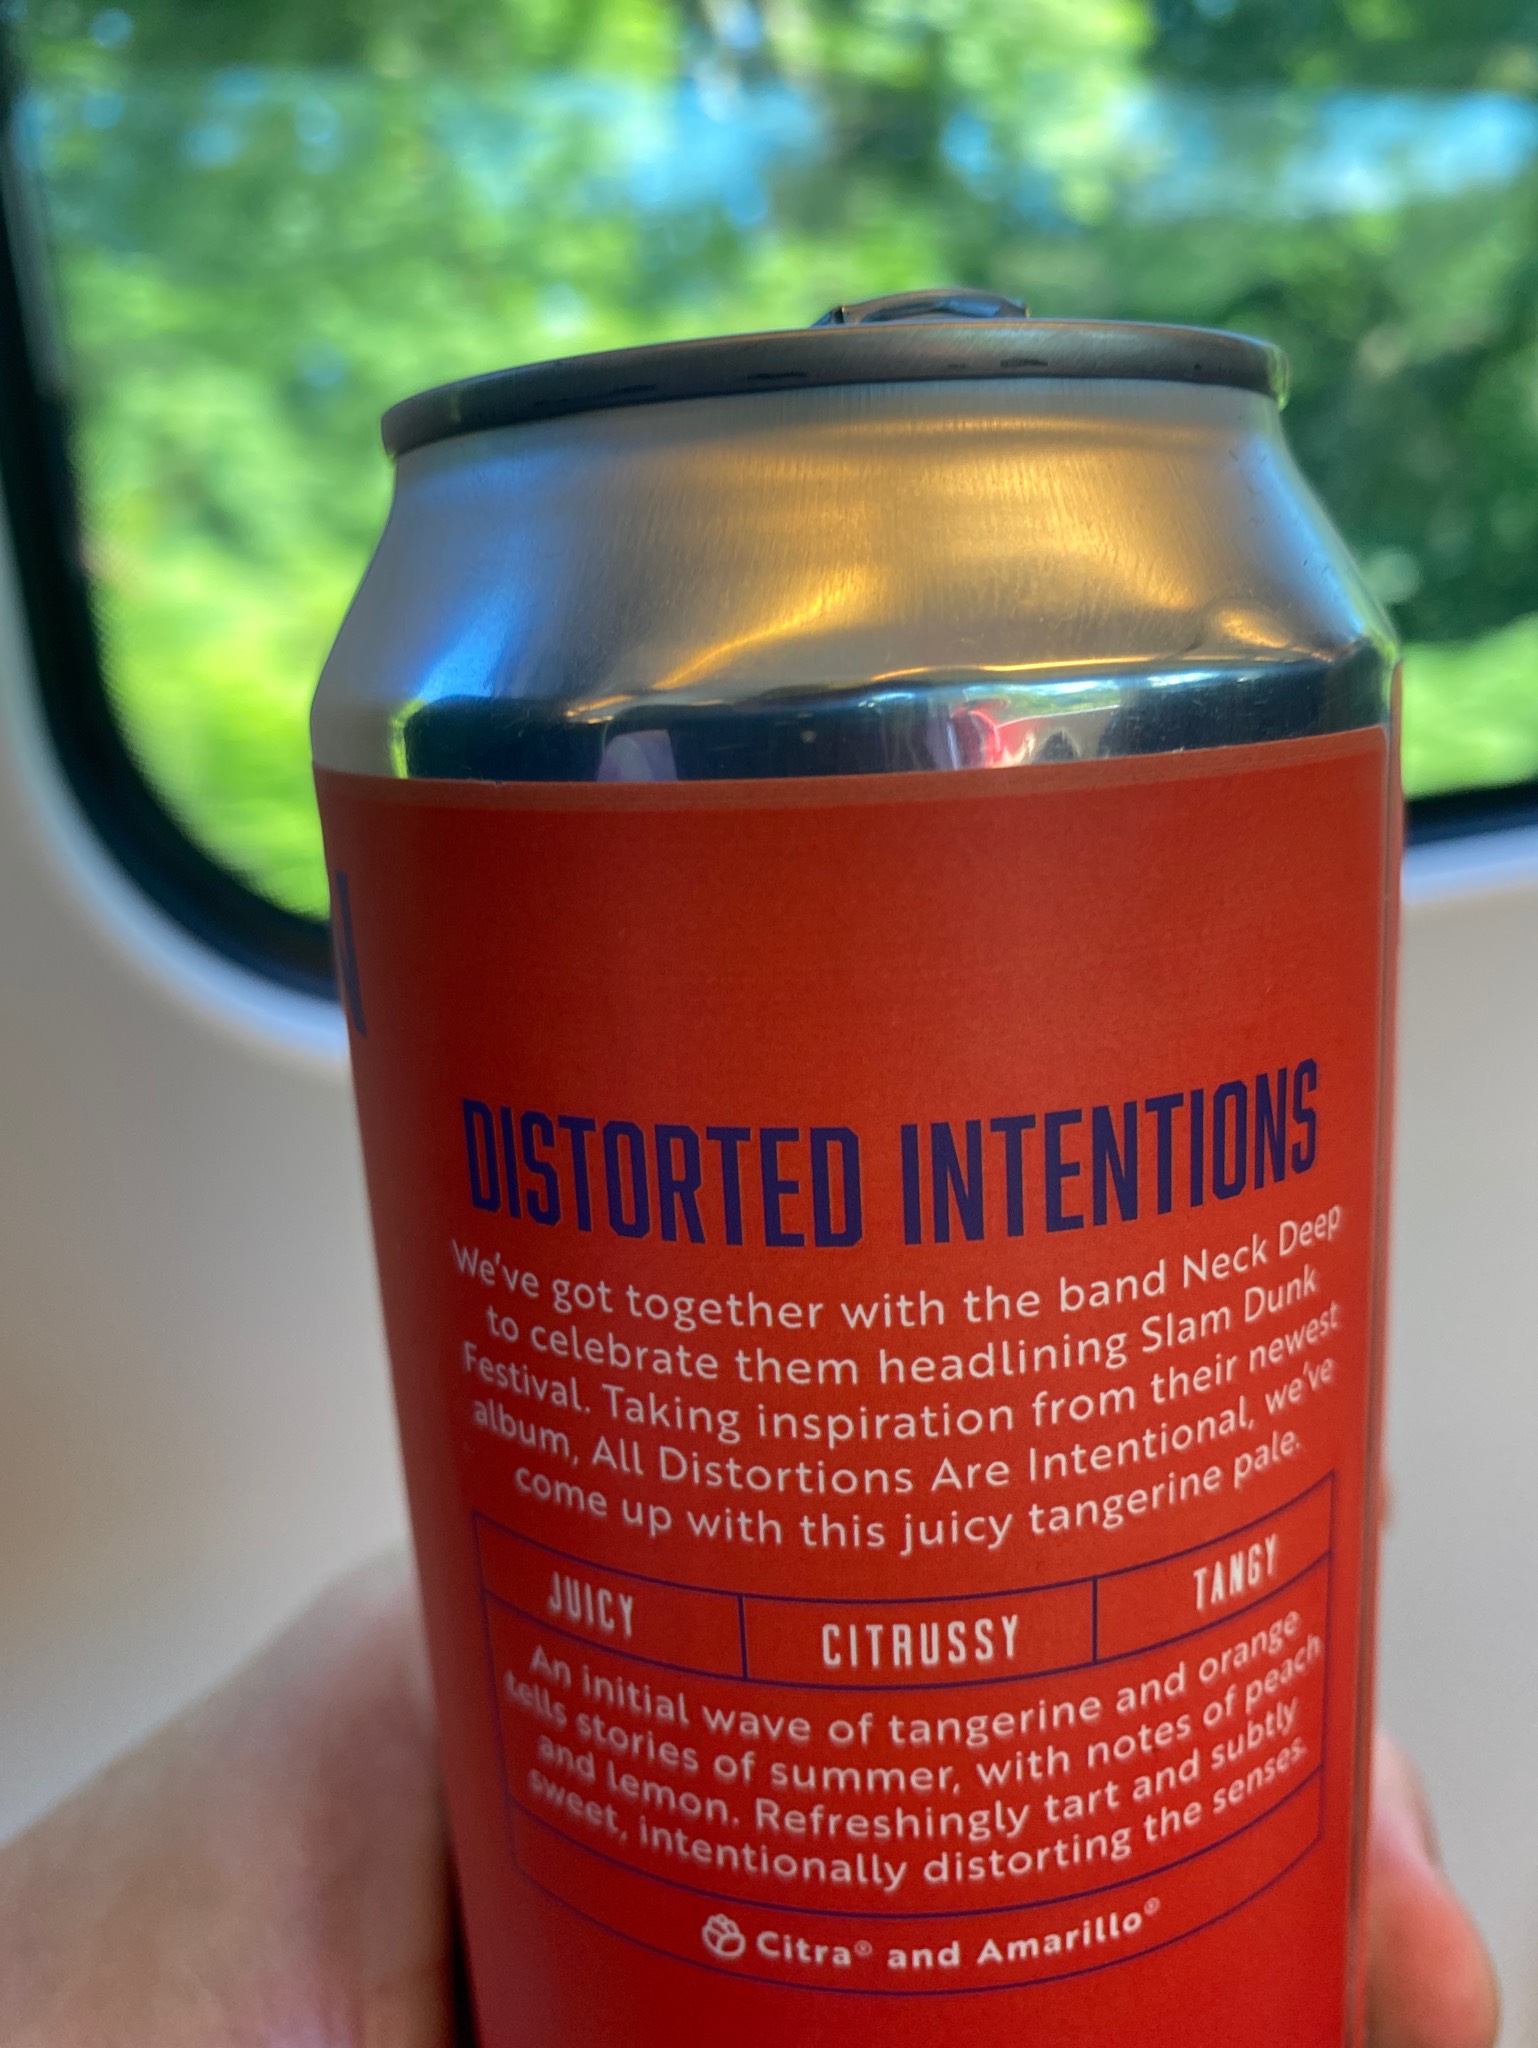 DISTORTED INTENTIONS
We've got together with the band Neck Deep
to celebrate them headlining Slam Dunk
Festival. Taking inspiration from their newest
album, All Distortions Are Intentional, we've
come up with this juicy tangerine pale.
JUICY
CITRUSSY
TANGY
An initial wave of tangerine and orange
tells stories of summer, with notes of peach
and lemon. Refreshingly tart and subtly
sweet, intentionally distorting the senses.
Citra® and Amarillo®